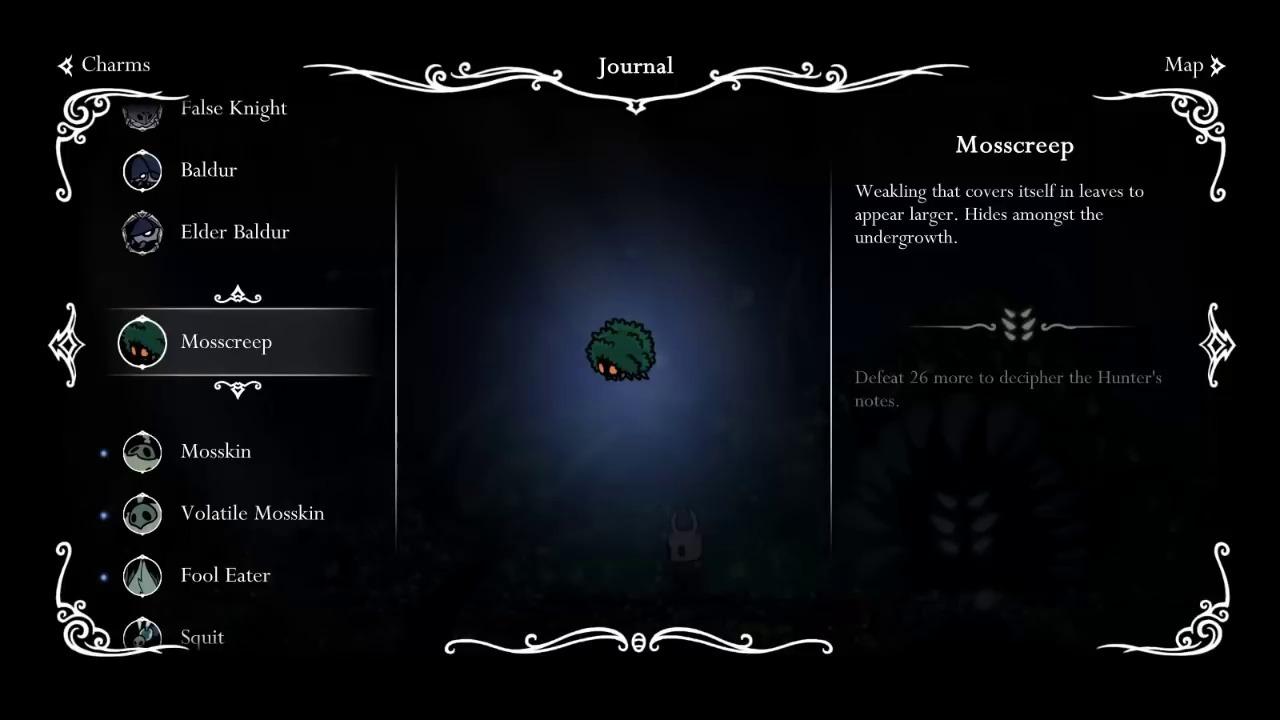 Charms
Journal
Map
False Knight
Baldur
Elder Baldur
Mosscreep
Mosskin
Volatile Mosskin
Fool Eater
Squit
Mosscreep
Weakling that covers itself in leaves to
appear larger. Hides amongst the
undergrowth.
Defeat 26 more to decipher the Hunter's
notes.